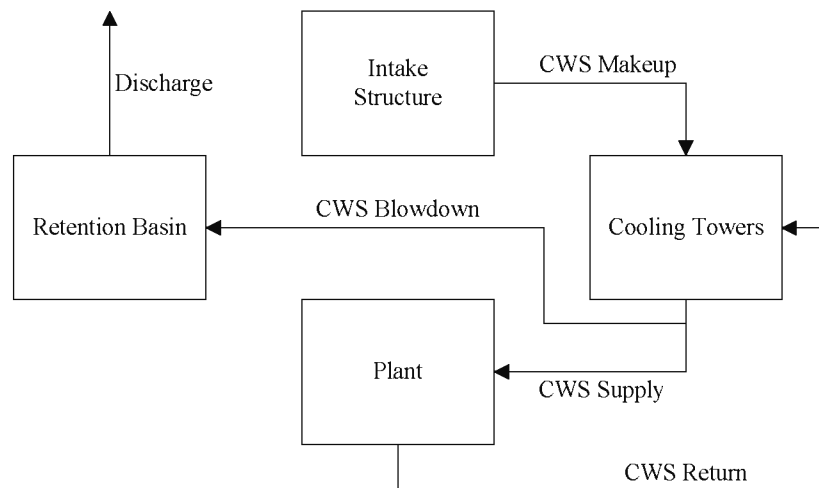 Intake
Structure
CWS Makeup
Discharge
Retention Basin
CWS Blowdown
Cooling Towers
Plant
CWS Supply
CWS Return